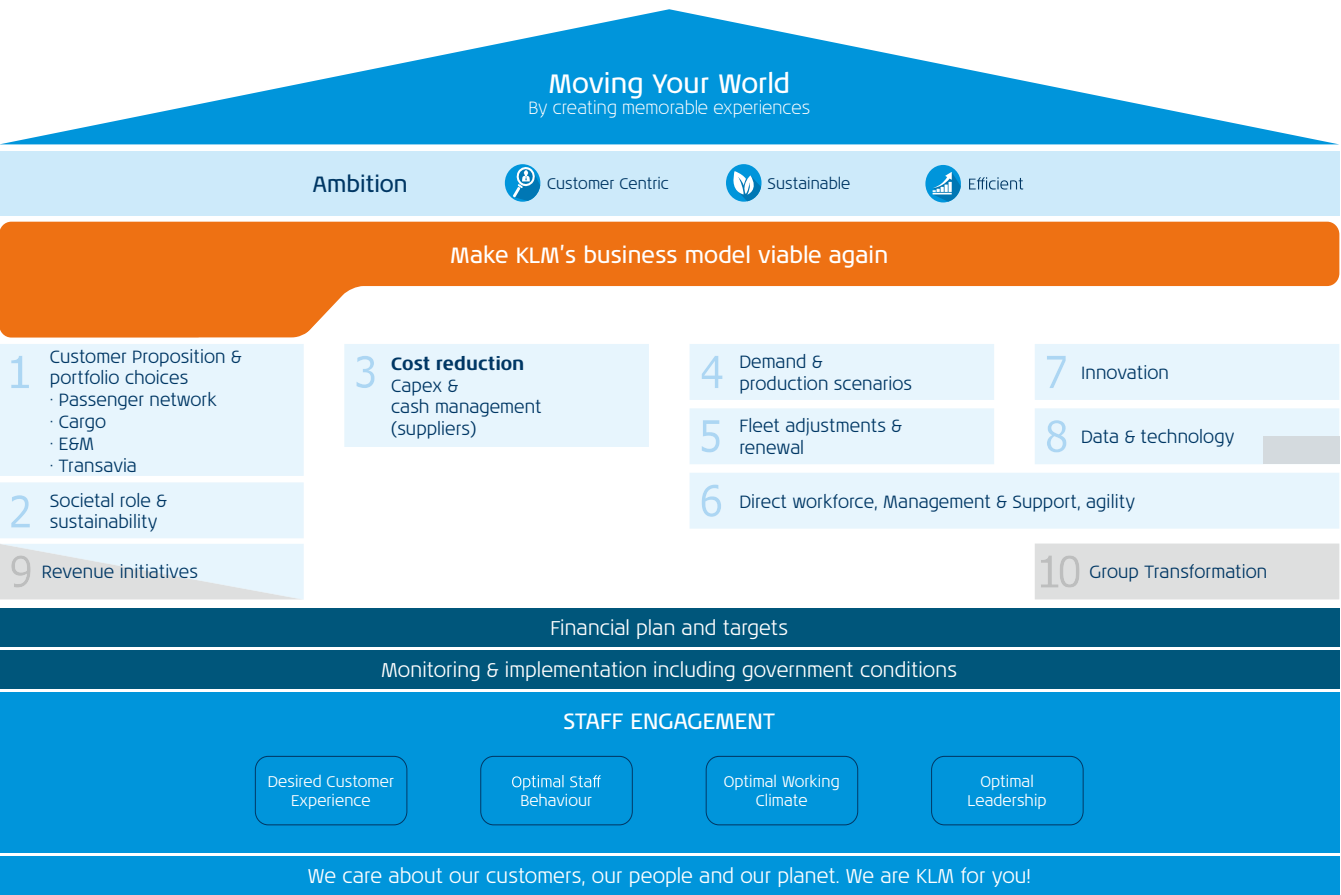 Moving Your World
By creating memorable experiences
Ambition
Customer Centric
Sustainable
Efficient
Make KLM's business model viable again
1
Customer Proposition &
portfolio choices
· Passenger network
· Cargo
· E&M
· Transavia
2
Societal role &
sustainability
9
Revenue initiatives
3
Cost reduction
Capex &
cash management
(suppliers)
4
Demand &
production scenarios
5
Fleet adjustments &
renewal
6
Direct workforce, Management & Support, agility
7
Innovation
8
Data & technology
10
Group Transformation
Financial plan and targets
Monitoring & implementation including government conditions
STAFF ENGAGEMENT
Desired Customer
Experience
Optimal Staff
Behaviour
Optimal Working
Climate
Optimal
Leadership
We care about our customers, our people and our planet. We are KLM for you!